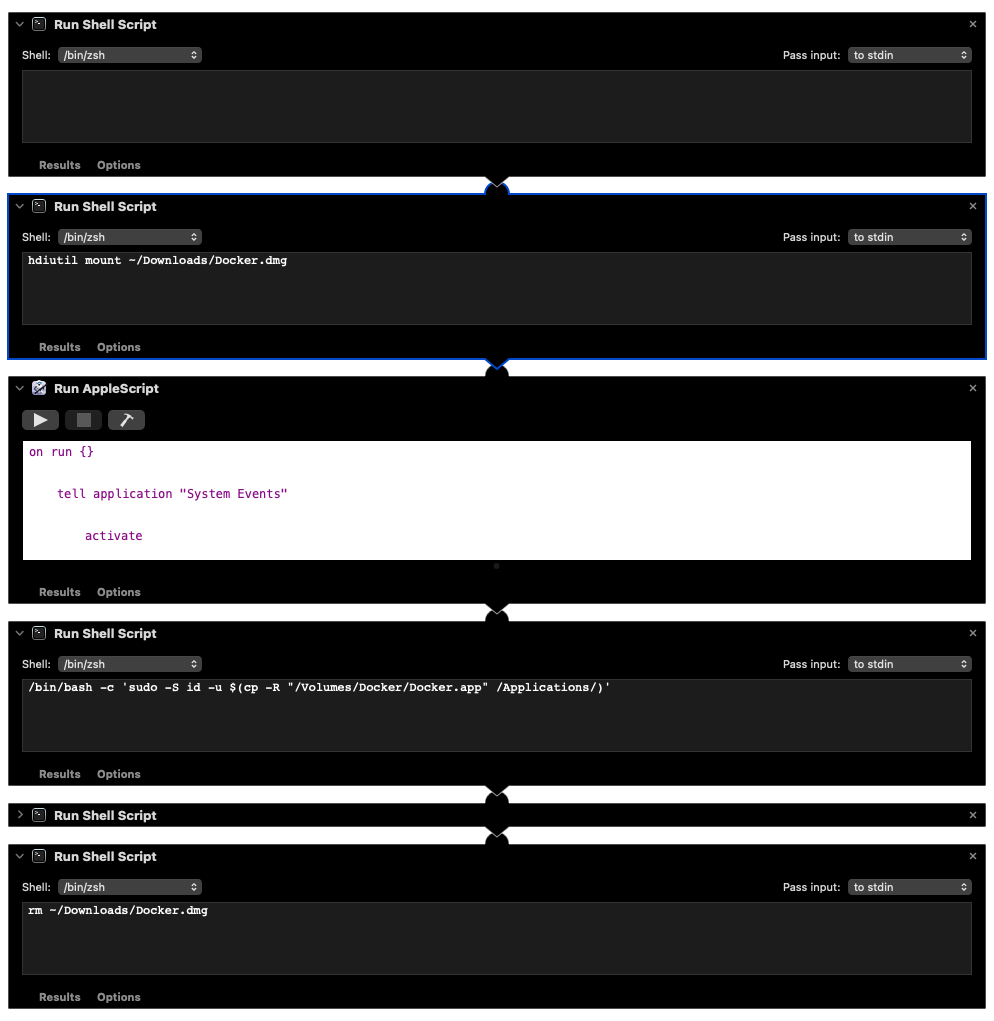 Run Shell Script
Shell: /bin/zsh Pass input: to stdin
Results Options
Run Shell Script
Shell: /bin/zsh Pass input: to stdin
hdiutil mount ~/Downloads/Docker.dmg
Results Options
Run AppleScript
on run {}
tell application "System Events"
activate
Results Options
Run Shell Script
Shell: /bin/zsh Pass input: to stdin
/bin/bash -c 'sudo -S id -u $(cp -R "/Volumes/Docker/Docker.app" /Applications/)'
Results Options
Run Shell Script
Run Shell Script
Shell: /bin/zsh Pass input: to stdin
rm ~/Downloads/Docker.dmg
Results Options